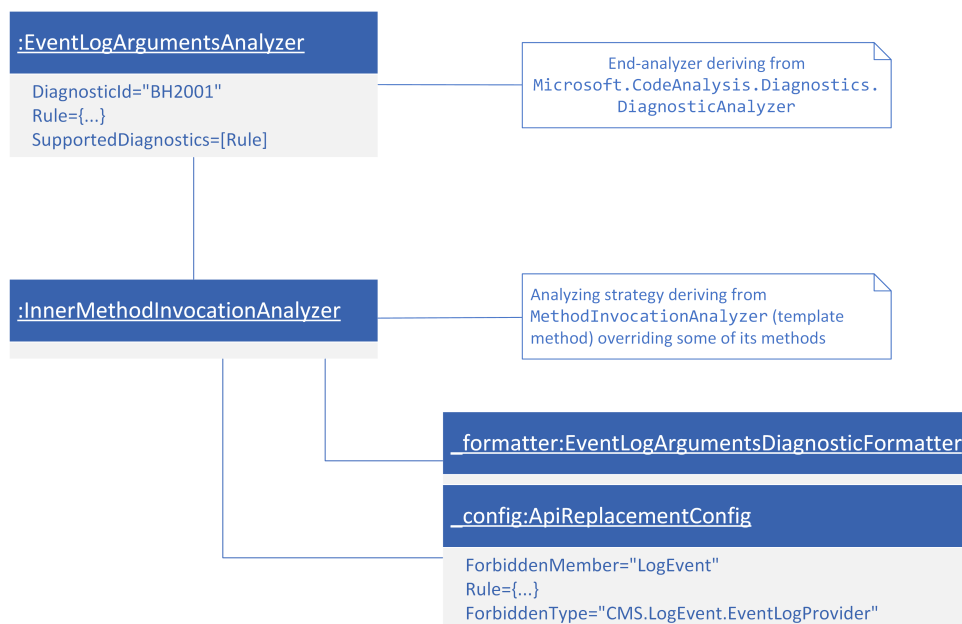 :EventLogArgumentsAnalyzer
DiagnosticId="BH2001"
Rule={...}
SupportedDiagnostics=[Rule]
End-analyzer deriving from
Microsoft.CodeAnalysis.Diagnostics.
DiagnosticAnalyzer
:InnerMethodInvocationAnalyzer
Analyzing strategy deriving from
MethodInvocationAnalyzer (template
method) overriding some of its methods
_formatter:EventLogArgumentsDiagnosticFormatter
_config:ApiReplacementConfig
ForbiddenMember="LogEvent"
Rule={...}
ForbiddenType="CMS.LogEvent.EventLogProvider"